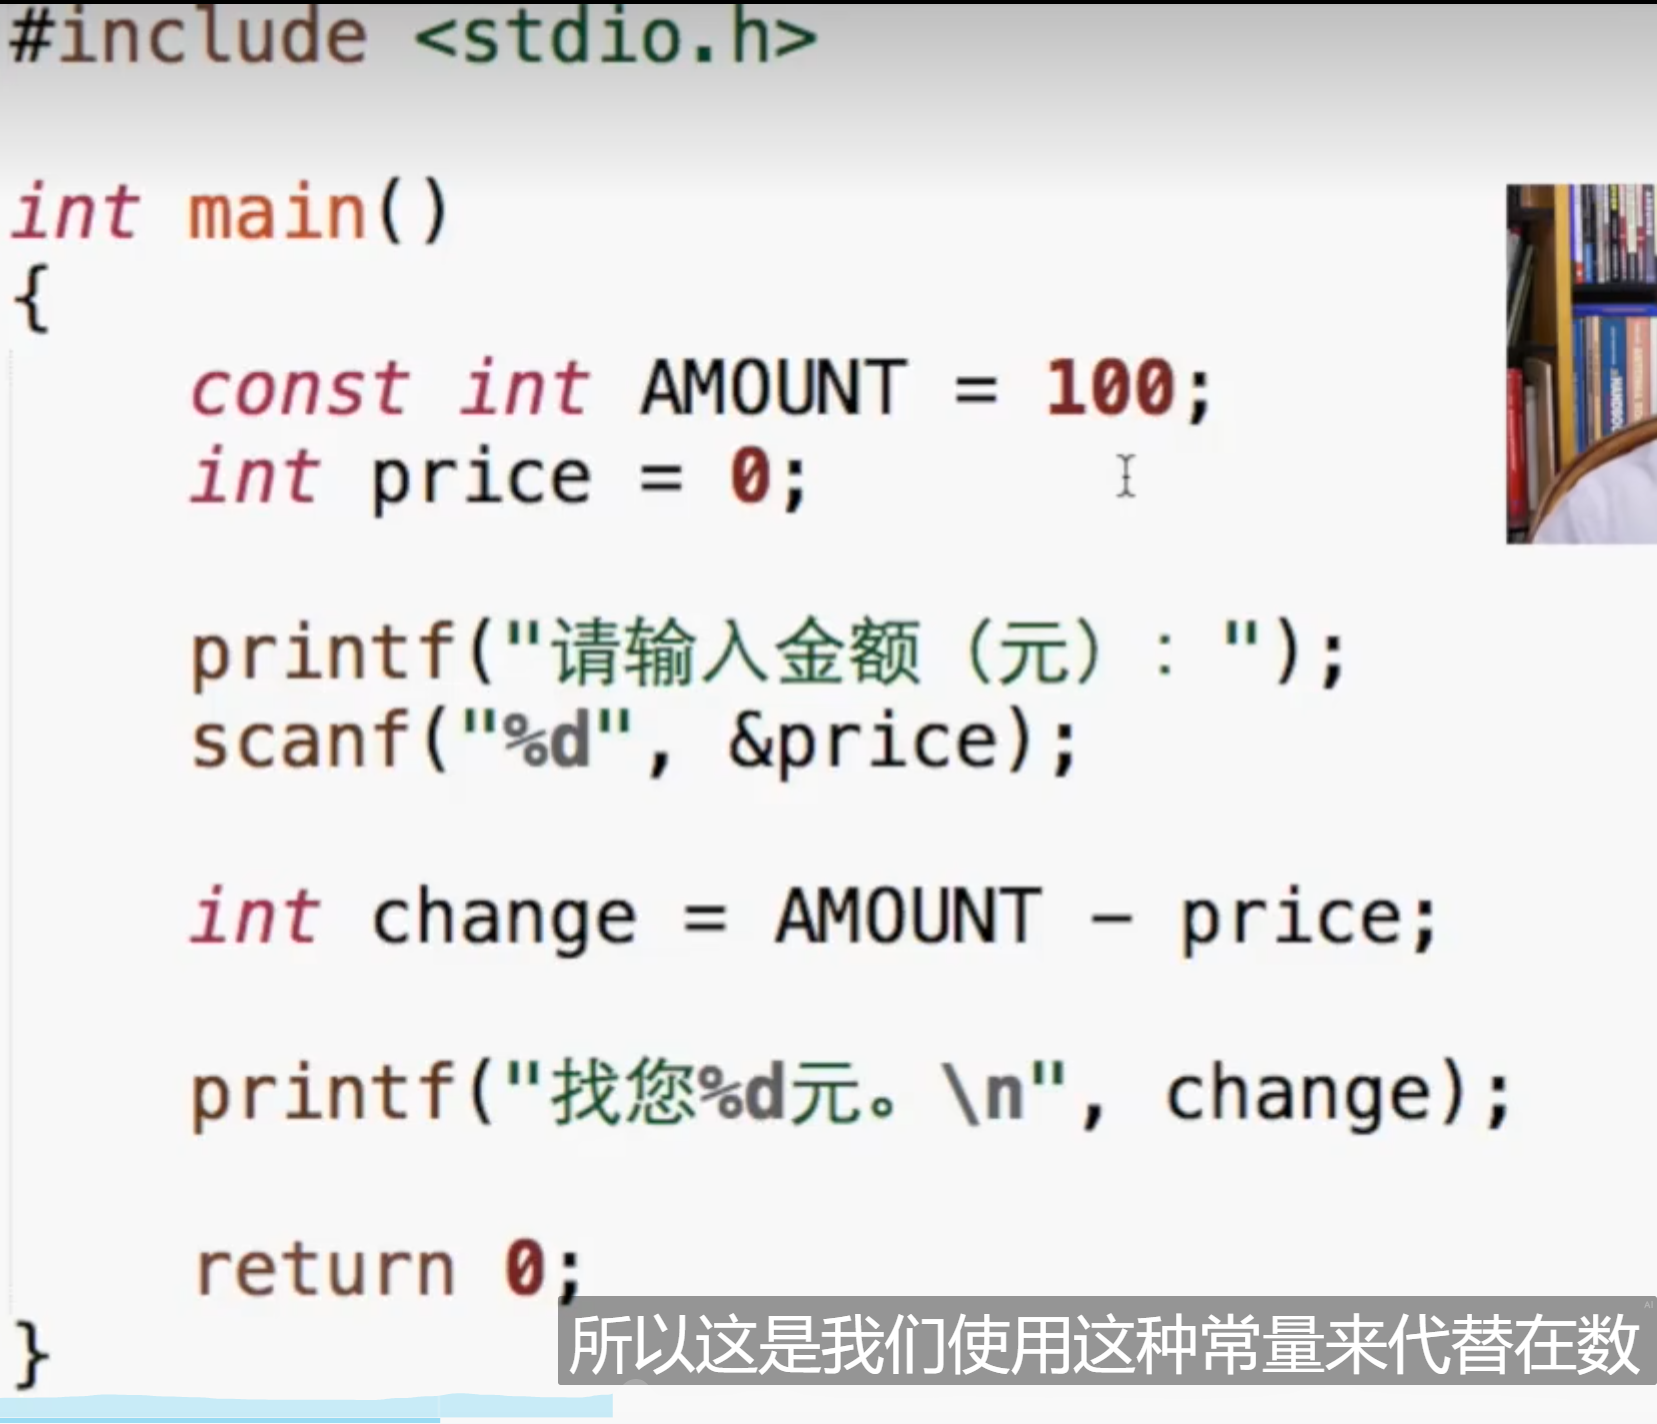 #include <stdio.h>
int main()
{
const int AMOUNT = 100;
int price = 0;
printf("请输入金额（元）：");
scanf("%d", &price);
int change = AMOUNT - price;
printf("找您%d元。\n", change);
return 0;
}
所以这是我们使用这种常量来代替在数
AI